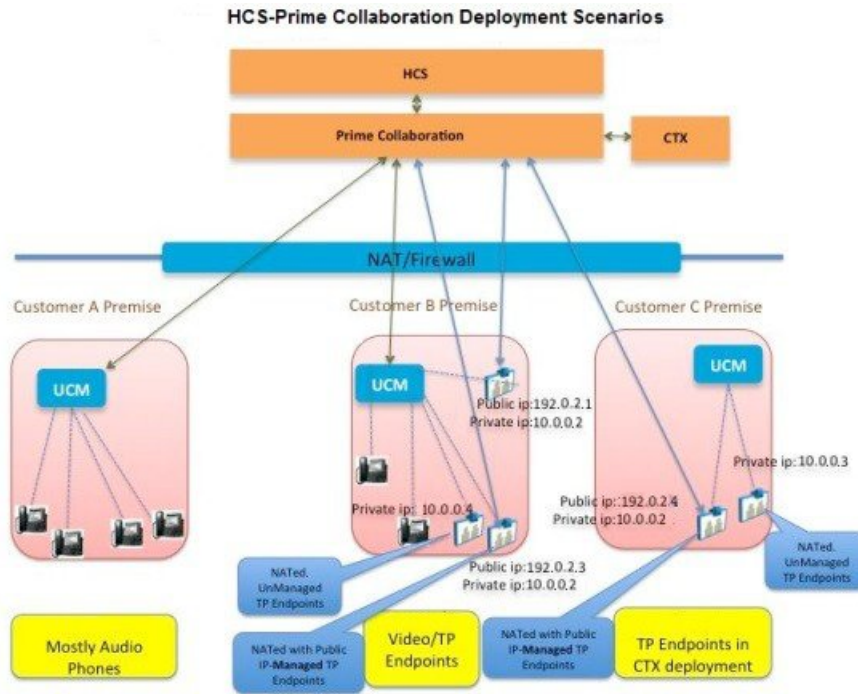 HCS-Prime Collaboration Deployment Scenarios
HCS
Prime Collaboration
CTX
NAT/Firewall
Customer A Premise
Customer B Premise
Customer C Premise
UCM
UCM
UCM
Public ip:192.0.2.1
Private ip:10.0.0.2
Private ip:10.0.0.3
Private ip: 10.0.0.4
Public ip:192.0.2.4
Private ip:10.0.0.2
Public ip:192.0.2.3
Private ip:10.0.0.2
NATed.
UnManaged
TP Endpoints
NATed.
UnManaged
TP Endpoints
Mostly Audio
Phones
NATed with Public
IP-Managed TP
Endpoints
Video/TP
Endpoints
NATed with Public
IP-Managed TP
Endpoints
TP Endpoints in
CTX deployment